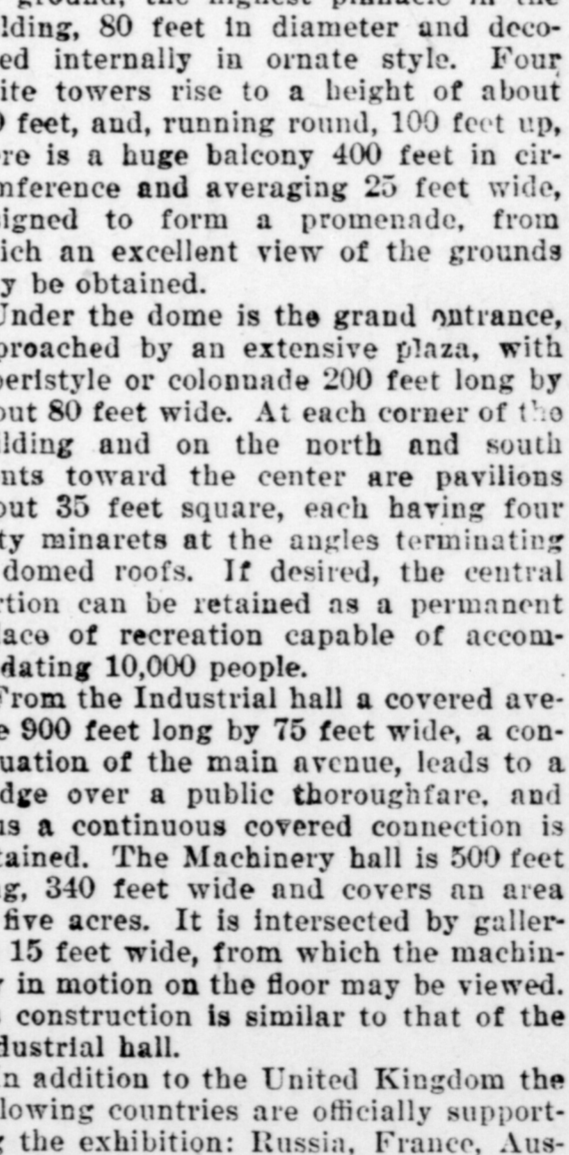 ground, the highest pinnacle in the
lding, 80 feet in diameter and deco-
ed internally in ornate style. Four
ite towers rise to a height of about
feet, and, running round, 100 feet up,
re is a huge balcony 400 feet in cir-
nference and averaging 25 feet wide,
igned to form a promenade, from
ich an excellent view of the grounds
y be obtained.
Under the dome is the grand entrance,
proached by an extensive plaza, with
peristyle or colonnade 200 feet long by
out 80 feet wide. At each corner of the
lding and on the north and south
nts toward the center are pavilions
out 35 feet square, each having four
ty minarets at the angles terminating
domed roofs. If desired, the central
rtion can be retained as a permanent
lace of recreation capable of accom-
dating 10,000 people.
From the Industrial hall a covered ave-
e 900 feet long by 75 feet wide, a con-
uation of the main avenue, leads to a
dge over a public thoroughfare, and
us a continuous covered connection is
tained. The Machinery hall is 500 feet
g, 340 feet wide and covers an area
five acres. It is intersected by galler-
15 feet wide, from which the machin-
y in motion on the floor may be viewed.
construction is similar to that of the
dustrial hall.
n addition to the United Kingdom the
lowing countries are officially support-
g the exhibition: Russia, France, Aus-